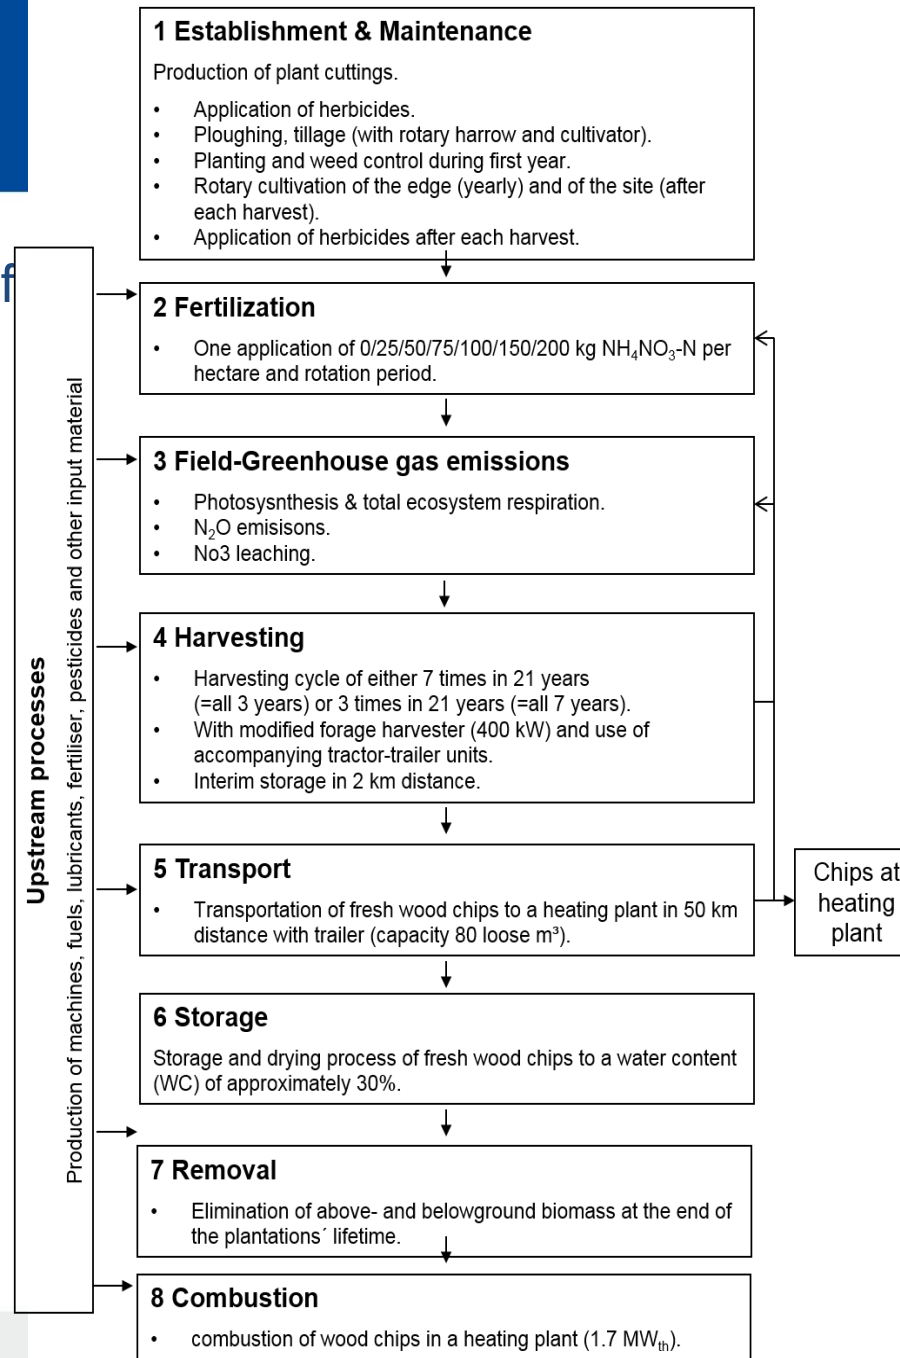 1 Establishment & Maintenance
Production of plant cuttings.
• Application of herbicides.
• Ploughing, tillage (with rotary harrow and cultivator).
• Planting and weed control during first year.
• Rotary cultivation of the edge (yearly) and of the site (after
each harvest).
• Application of herbicides after each harvest.
f
Upstream processes
Production of machines, fuels, lubricants, fertiliser, pesticides and other input material
2 Fertilization
• One application of 0/25/50/75/100/150/200 kg NH₄NO₃-N per
hectare and rotation period.
3 Field-Greenhouse gas emissions
• Photosysnthesis & total ecosystem respiration.
• N₂O emisisons.
• No3 leaching.
4 Harvesting
• Harvesting cycle of either 7 times in 21 years
(=all 3 years) or 3 times in 21 years (=all 7 years).
• With modified forage harvester (400 kW) and use of
accompanying tractor-trailer units.
• Interim storage in 2 km distance.
5 Transport
• Transportation of fresh wood chips to a heating plant in 50 km
distance with trailer (capacity 80 loose m³).
Chips at
heating
plant
6 Storage
Storage and drying process of fresh wood chips to a water content
(WC) of approximately 30%.
7 Removal
• Elimination of above- and belowground biomass at the end of
the plantations´ lifetime.
8 Combustion
• combustion of wood chips in a heating plant (1.7 MWₜₕ).